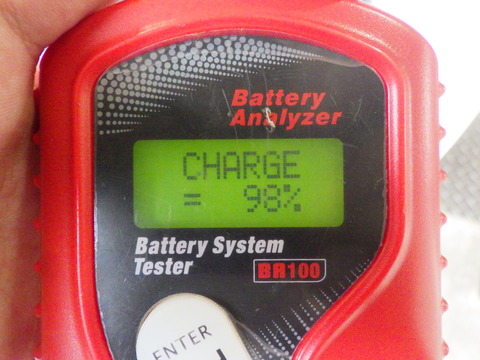 Battery
Analyzer
CHARGE
= 98%
Battery System
Tester
BR100
ENTER